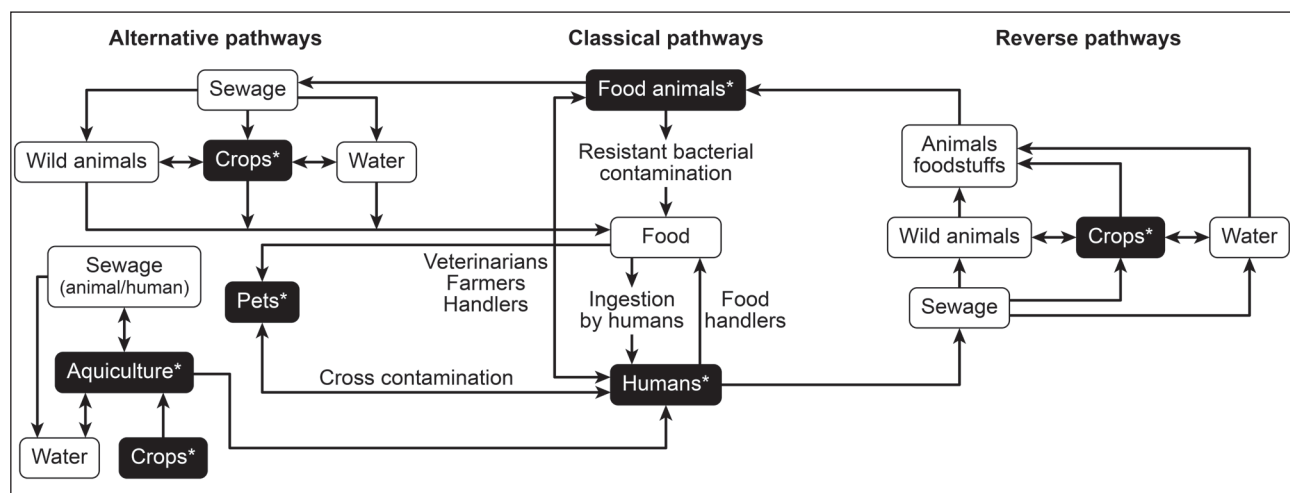 Alternative pathways
Classical pathways
Reverse pathways
Sewage
Wild animals
Crops*
Water
Sewage
(animal/human)
Pets*
Aquiculture*
Water
Crops*
Cross contamination
Food animals*
Resistant bacterial
contamination
Food
Veterinarians
Farmers
Handlers
Ingestion
by humans
Food
handlers
Humans*
Animals
foodstuffs
Wild animals
Crops*
Water
Sewage